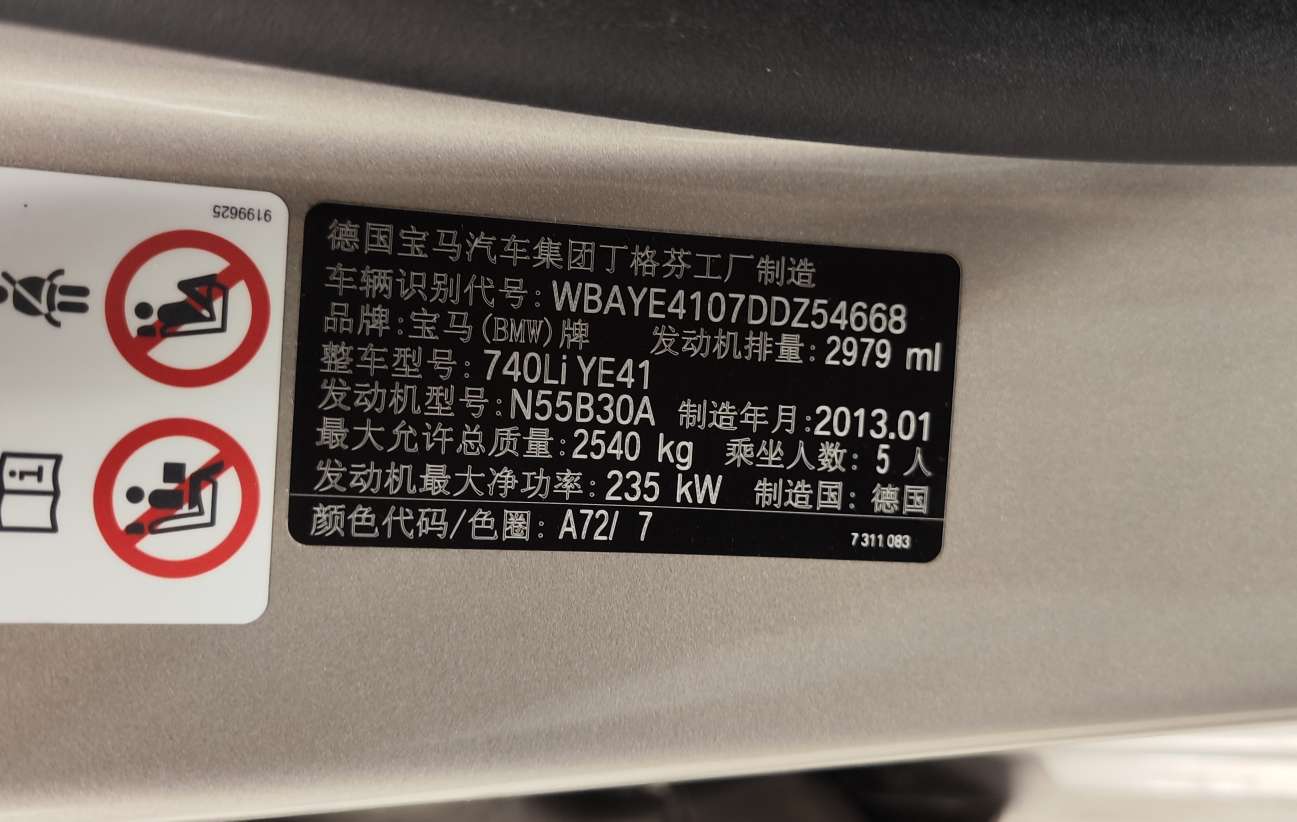 9199625
德国宝马汽车集团丁格芬工厂制造
车辆识别代号: WBAYE4107DDZ54668
品牌: 宝马(BMW)牌 发动机排量: 2979 ml
整车型号: 740Li YE41
发动机型号: N55B30A 制造年月: 2013.01
最大允许总质量: 2540 kg 乘坐人数: 5 人
发动机最大净功率: 235 kW 制造国: 德国
颜色代码/色圈: A72/ 7 7 311 083